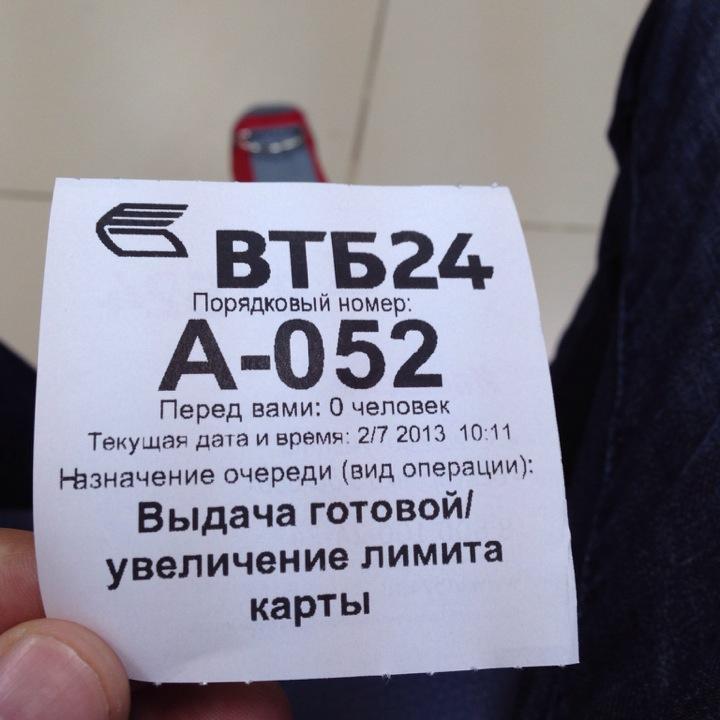 ВТБ24
Порядковый номер:
А-052
Перед вами: 0 человек
Текущая дата и время: 2/7 2013 10:11
Назначение очереди (вид операции):
Выдача готовой/
увеличение лимита
карты